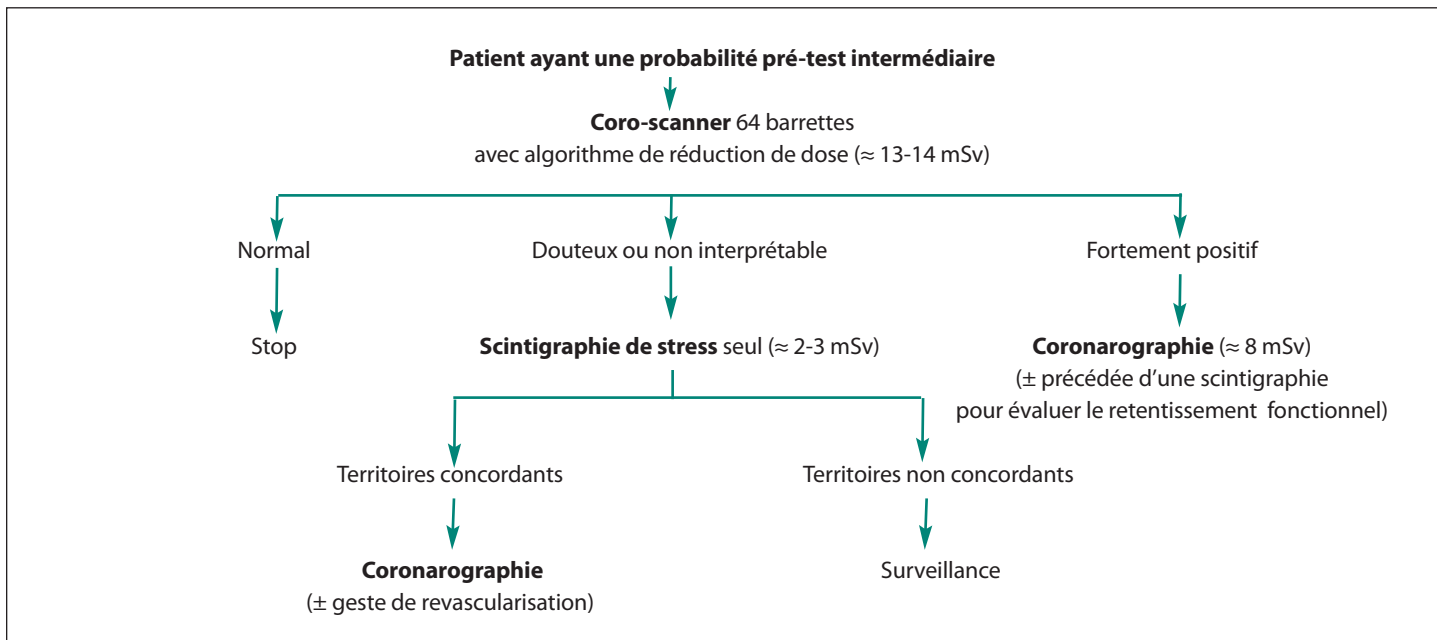 Patient ayant une probabilité pré-test intermédiaire
Coro-scanner 64 barrettes
avec algorithme de réduction de dose (≈ 13-14 mSv)
Normal
Douteux ou non interprétable
Fortement positif
Stop
Scintigraphie de stress seul (≈ 2-3 mSv)
Coronarographie (≈ 8 mSv)
(± précédée d’une scintigraphie
pour évaluer le retentissement fonctionnel)
Territoires concordants
Territoires non concordants
Coronarographie
(± geste de revascularisation)
Surveillance